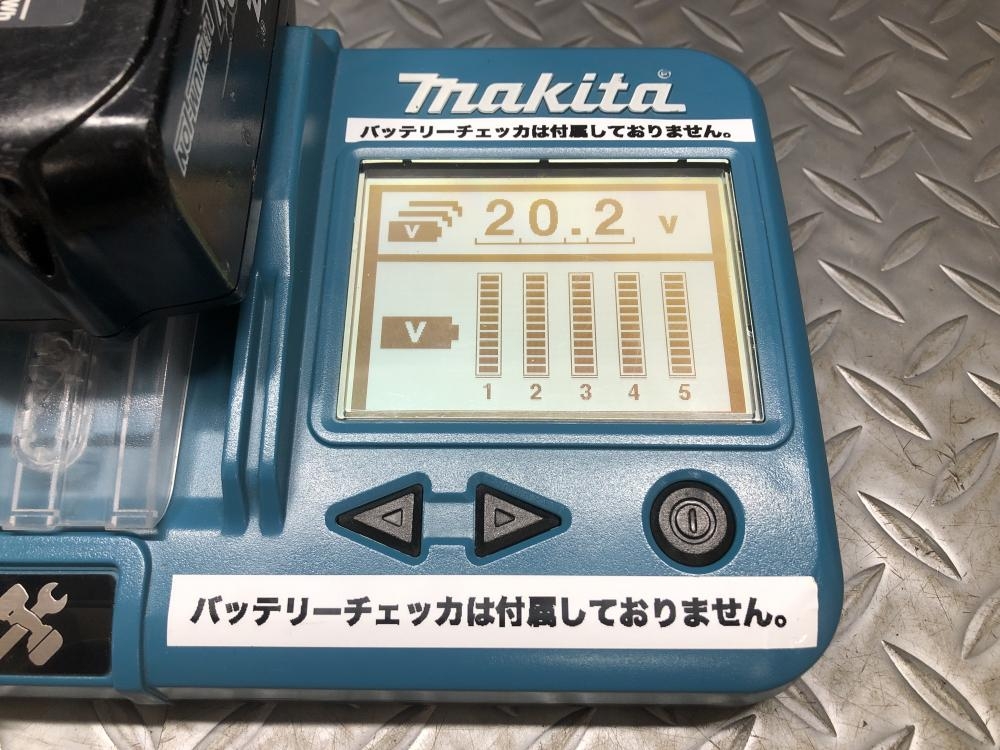 Wh
makita®
バッテリーチェッカは付属しておりません。
V 20.2 V
V
1 2 3 4 5
バッテリーチェッカは付属しておりません。